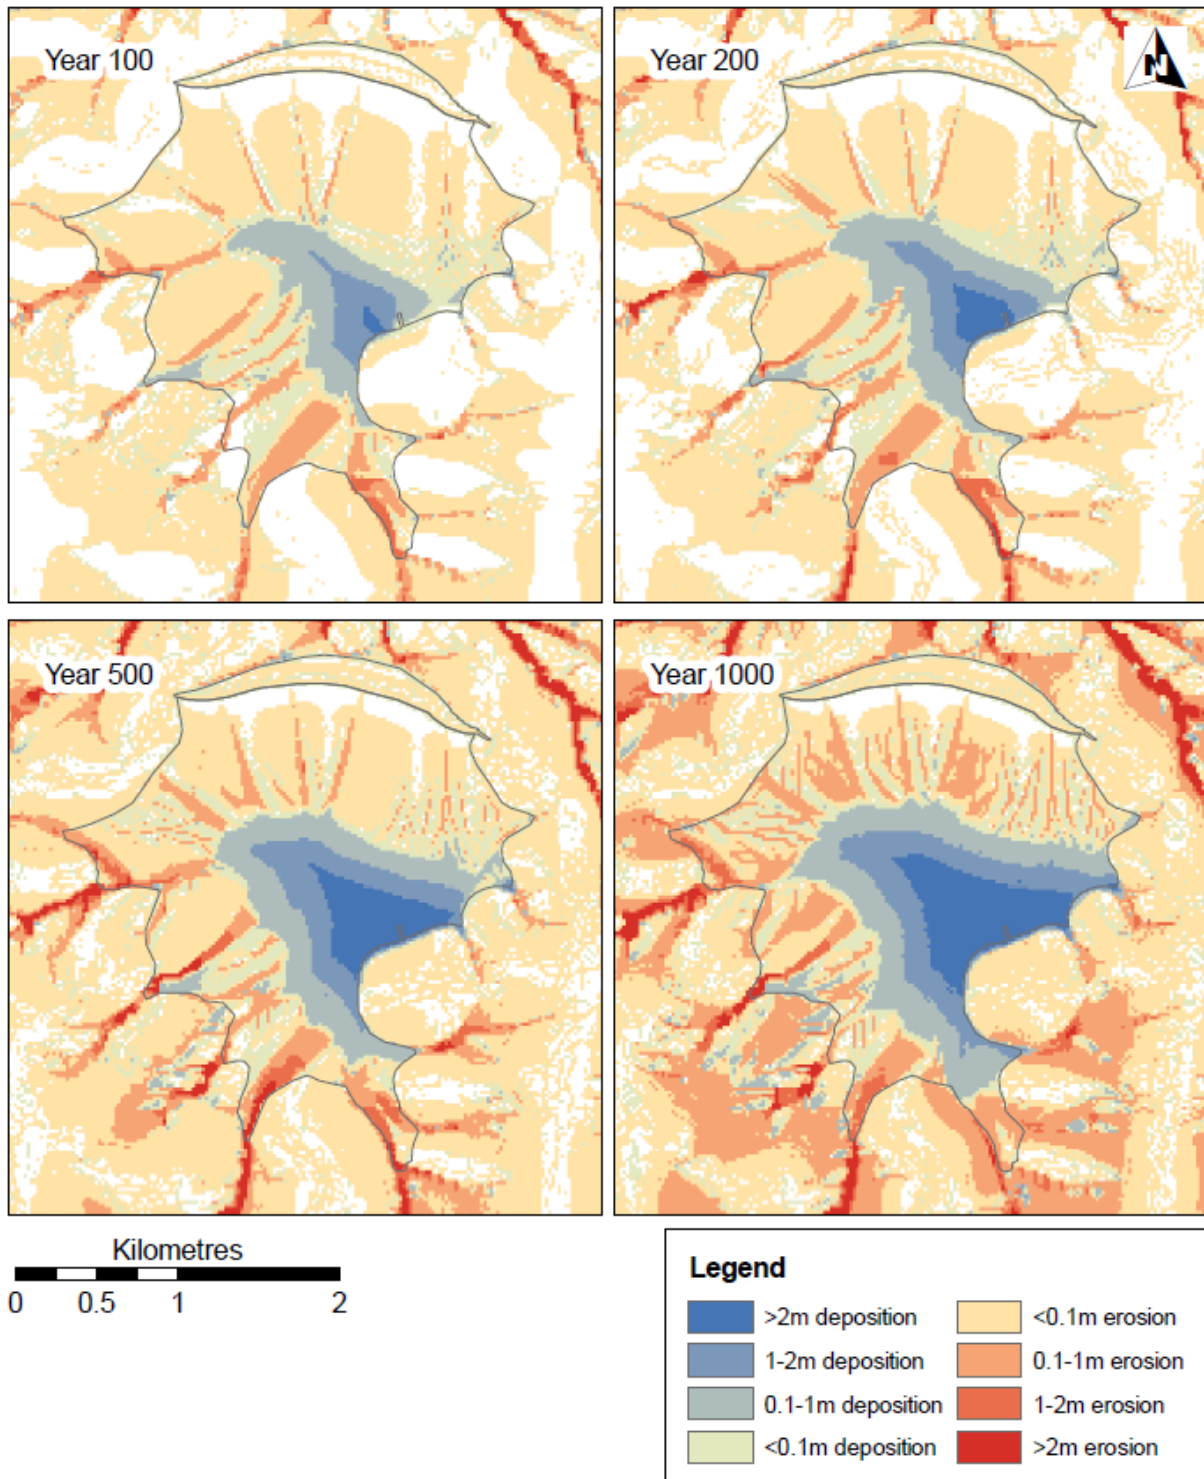 Year 100
Year 200
N
Year 500
Year 1000
Kilometres
0 0.5 1 2
Legend
>2m deposition
<0.1m erosion
1-2m deposition
0.1-1m erosion
0.1-1m deposition
1-2m erosion
<0.1m deposition
>2m erosion